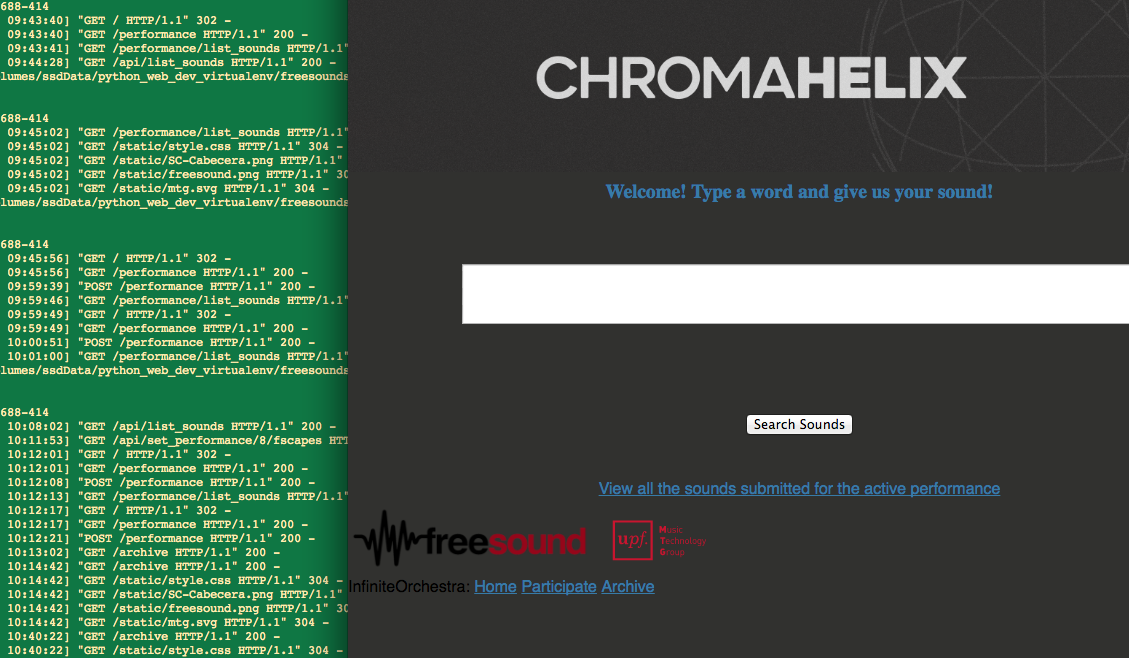 688-414
09:43:40] "GET / HTTP/1.1" 302 -
09:43:40] "GET /performance HTTP/1.1" 200 -
09:43:41] "GET /performance/list_sounds HTTP/1.1"
09:44:28] "GET /api/list_sounds HTTP/1.1" 200 -
lumes/ssdData/python_web_dev_virtualenv/freesounds
688-414
09:45:02] "GET /performance/list_sounds HTTP/1.1"
09:45:02] "GET /static/style.css HTTP/1.1" 304 -
09:45:02] "GET /static/SC-Cabecera.png HTTP/1.1"
09:45:02] "GET /static/freesound.png HTTP/1.1" 30
09:45:02] "GET /static/mtg.svg HTTP/1.1" 304 -
lumes/ssdData/python_web_dev_virtualenv/freesounds
688-414
09:45:56] "GET / HTTP/1.1" 302 -
09:45:56] "GET /performance HTTP/1.1" 200 -
09:59:39] "POST /performance HTTP/1.1" 200 -
09:59:46] "GET /performance/list_sounds HTTP/1.1"
09:59:49] "GET / HTTP/1.1" 302 -
09:59:49] "GET /performance HTTP/1.1" 200 -
10:00:51] "POST /performance HTTP/1.1" 200 -
10:01:00] "GET /performance/list_sounds HTTP/1.1"
lumes/ssdData/python_web_dev_virtualenv/freesounds
688-414
10:08:02] "GET /api/list_sounds HTTP/1.1" 200 -
10:11:53] "GET /api/set_performance/8/fscapes HTT
10:12:01] "GET / HTTP/1.1" 302 -
10:12:01] "GET /performance HTTP/1.1" 200 -
10:12:08] "POST /performance HTTP/1.1" 200 -
10:12:13] "GET /performance/list_sounds HTTP/1.1"
10:12:17] "GET / HTTP/1.1" 302 -
10:12:17] "GET /performance HTTP/1.1" 200 -
10:12:21] "POST /performance HTTP/1.1" 200 -
10:13:02] "GET /archive HTTP/1.1" 200 -
10:14:42] "GET /archive HTTP/1.1" 200 -
10:14:42] "GET /static/style.css HTTP/1.1" 304 -
10:14:42] "GET /static/SC-Cabecera.png HTTP/1.1"
10:14:42] "GET /static/freesound.png HTTP/1.1" 30
10:14:42] "GET /static/mtg.svg HTTP/1.1" 304 -
10:40:22] "GET /archive HTTP/1.1" 200 -
10:40:22] "GET /static/style.css HTTP/1.1" 304 -
CHROMAHELIX
Welcome! Type a word and give us your sound!
Search Sounds
View all the sounds submitted for the active performance
freesound
upf.
Music
Technology
Group
InfiniteOrchestra: Home Participate Archive